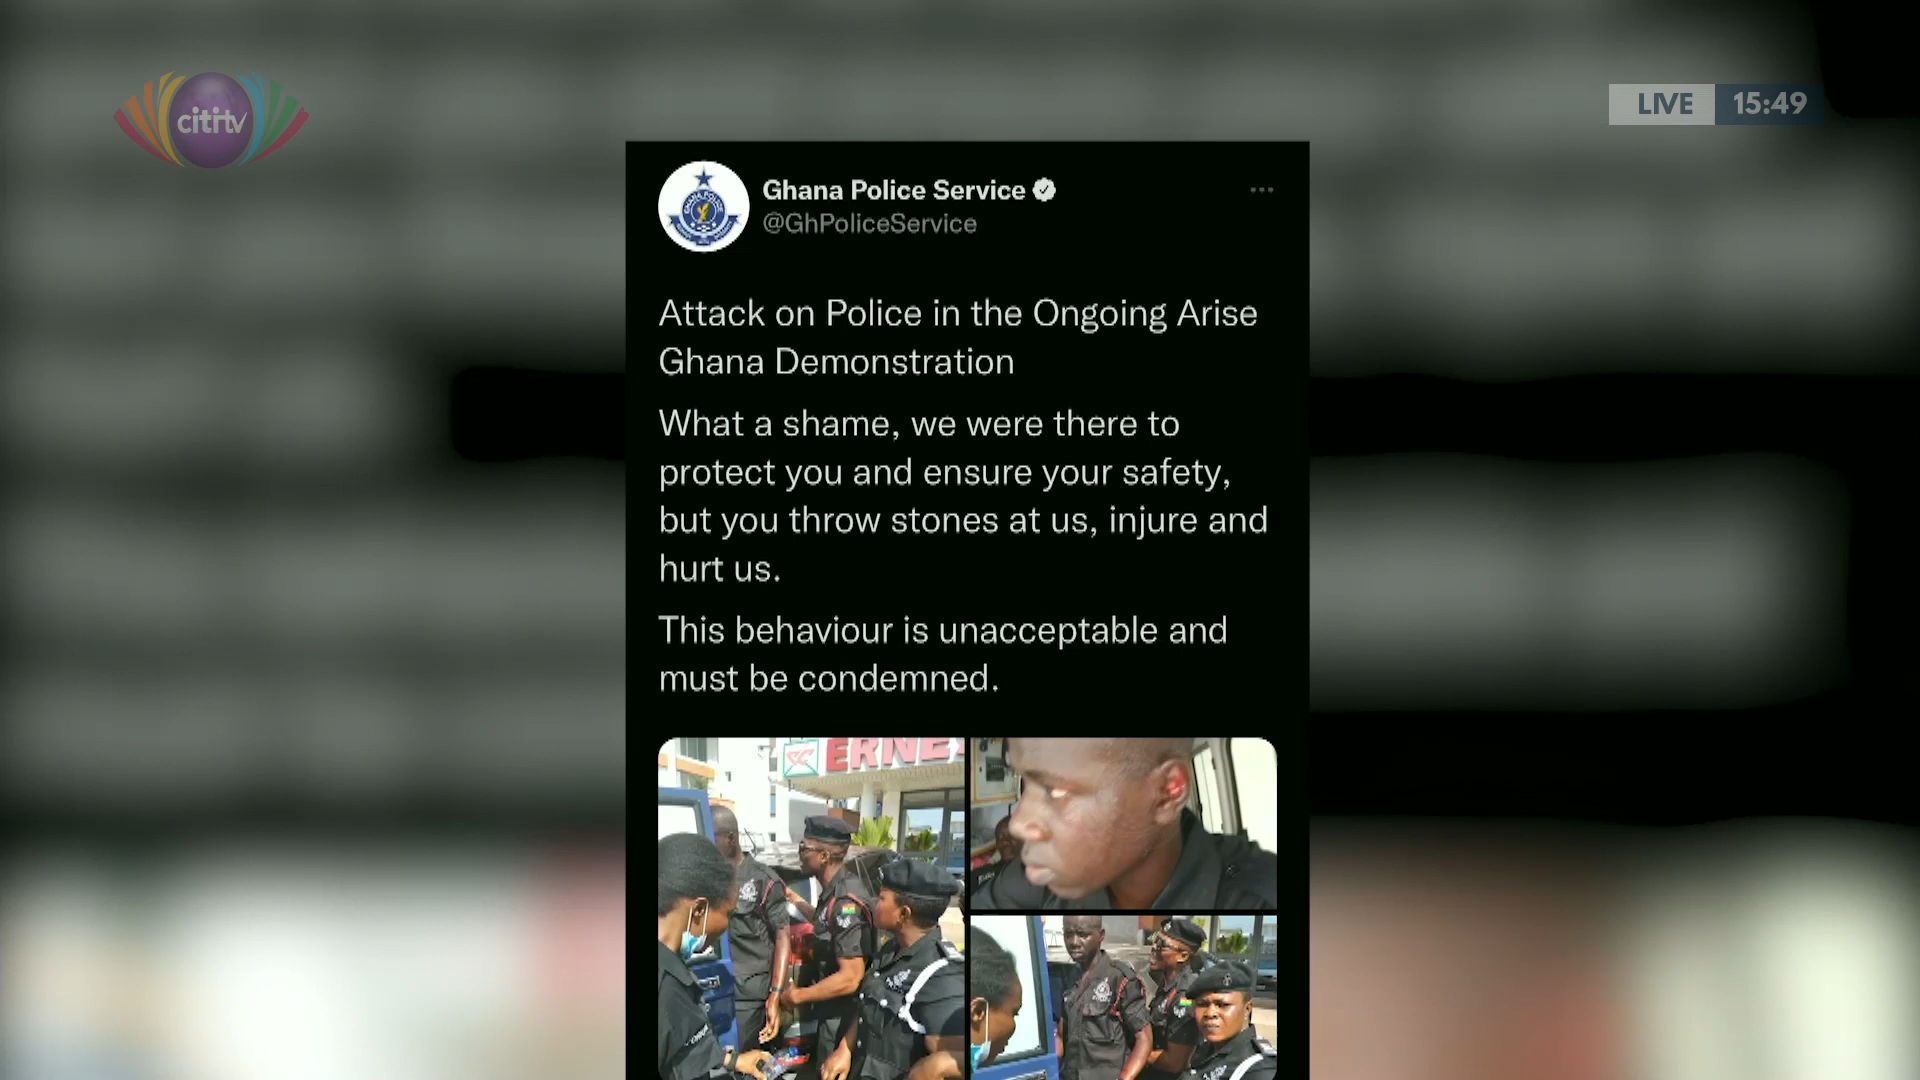 citi tv
LIVE 15:49
Ghana Police Service
@GhPoliceService
Attack on Police in the Ongoing Arise
Ghana Demonstration
What a shame, we were there to
protect you and ensure your safety,
but you throw stones at us, injure and
hurt us.
This behaviour is unacceptable and
must be condemned.
ERNE